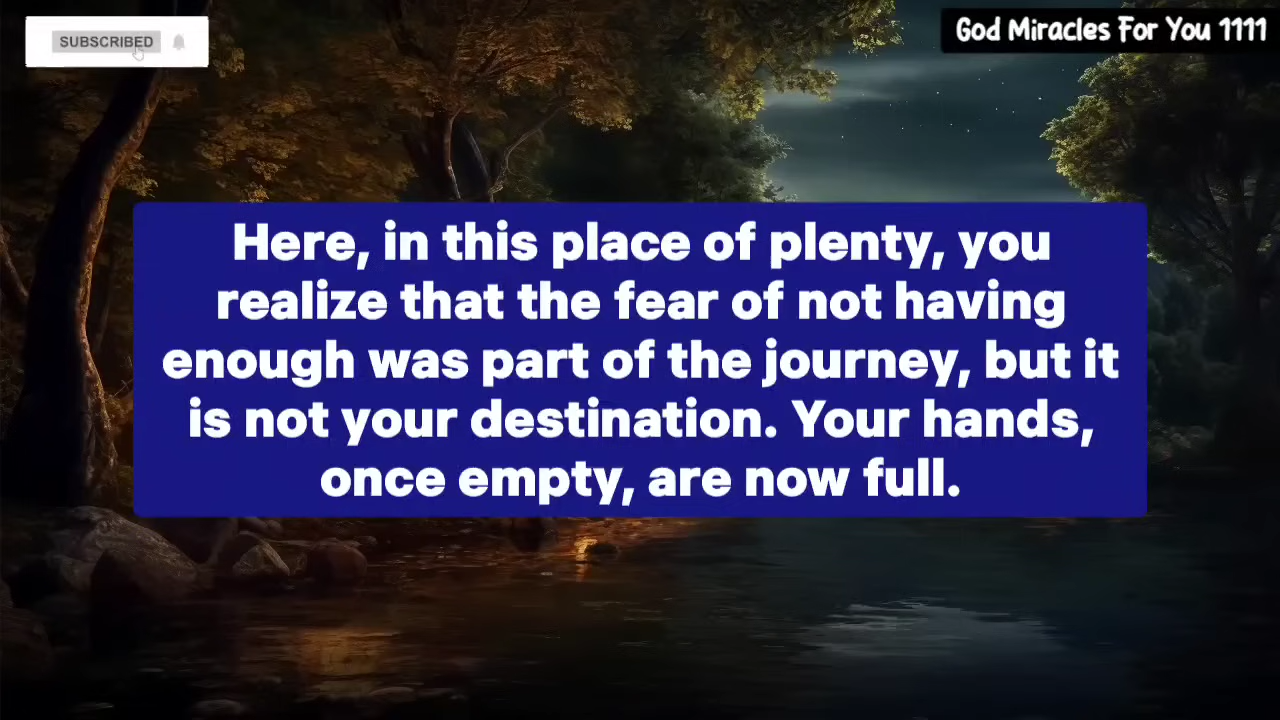 SUBSCRIBED
God Miracles For You 1111
Here, in this place of plenty, you
realize that the fear of not having
enough was part of the journey, but it
is not your destination. Your hands,
once empty, are now full.